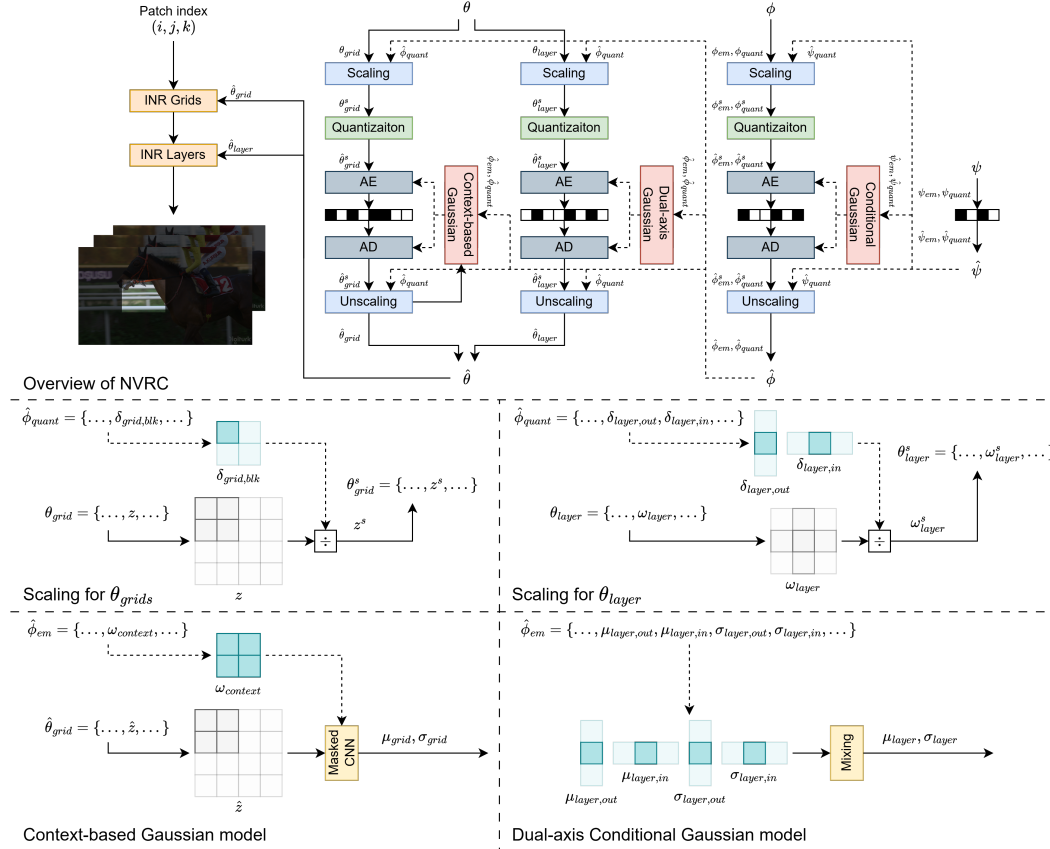 Patch index
(i, j, k)
INR Grids
INR Layers
θ̂_grid
θ̂_layer
θ
θ_grid
φ̂_quant
θ_layer
φ̂_quant
Scaling
Scaling
θ^s_grid
θ^s_layer
Quantizaiton
Quantizaiton
θ̂^s_grid
θ̂^s_layer
AE
AE
AD
AD
φ̂_em, φ̂_quant
Context-based
Gaussian
φ̂_em, φ̂_quant
Dual-axis
Gaussian
θ̂^s_grid
φ̂_quant
θ̂^s_layer
φ̂_quant
Unscaling
Unscaling
θ̂_grid
θ̂_layer
θ̂
φ
φ_em, φ_quant
ψ̂_quant
Scaling
φ^s_em, φ^s_quant
Quantizaiton
φ̂^s_em, φ̂^s_quant
AE
AD
ψ̂_em, ψ̂_quant
Conditional
Gaussian
φ̂^s_em, φ̂^s_quant
ψ̂_quant
Unscaling
φ̂_em, φ̂_quant
φ̂
ψ
ψ_em, ψ_quant
ψ̂_em, ψ̂_quant
ψ̂
Overview of NVRC
φ̂_quant = {..., δ_grid,blk, ...}
δ_grid,blk
θ^s_grid = {..., z^s, ...}
θ_grid = {..., z, ...}
÷
z^s
z
Scaling for θ_grids
φ̂_quant = {..., δ_layer,out, δ_layer,in, ...}
δ_layer,in
δ_layer,out
θ^s_layer = {..., ω^s_layer, ...}
θ_layer = {..., ω_layer, ...}
÷
ω^s_layer
ω_layer
Scaling for θ_layer
φ̂_em = {..., ω_context, ...}
ω_context
θ̂_grid = {..., ẑ, ...}
Masked
CNN
μ_grid, σ_grid
ẑ
Context-based Gaussian model
φ̂_em = {..., μ_layer,out, μ_layer,in, σ_layer,out, σ_layer,in, ...}
μ_layer,in
σ_layer,in
μ_layer,out
σ_layer,out
Mixing
μ_layer, σ_layer
Dual-axis Conditional Gaussian model